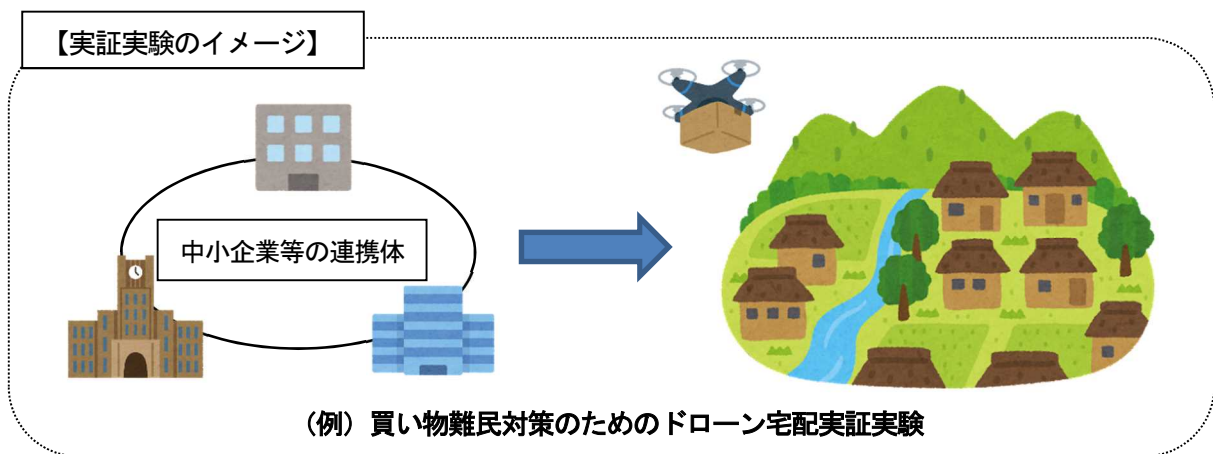 【実証実験のイメージ】
中小企業等の連携体
（例）買い物難民対策のためのドローン宅配実証実験